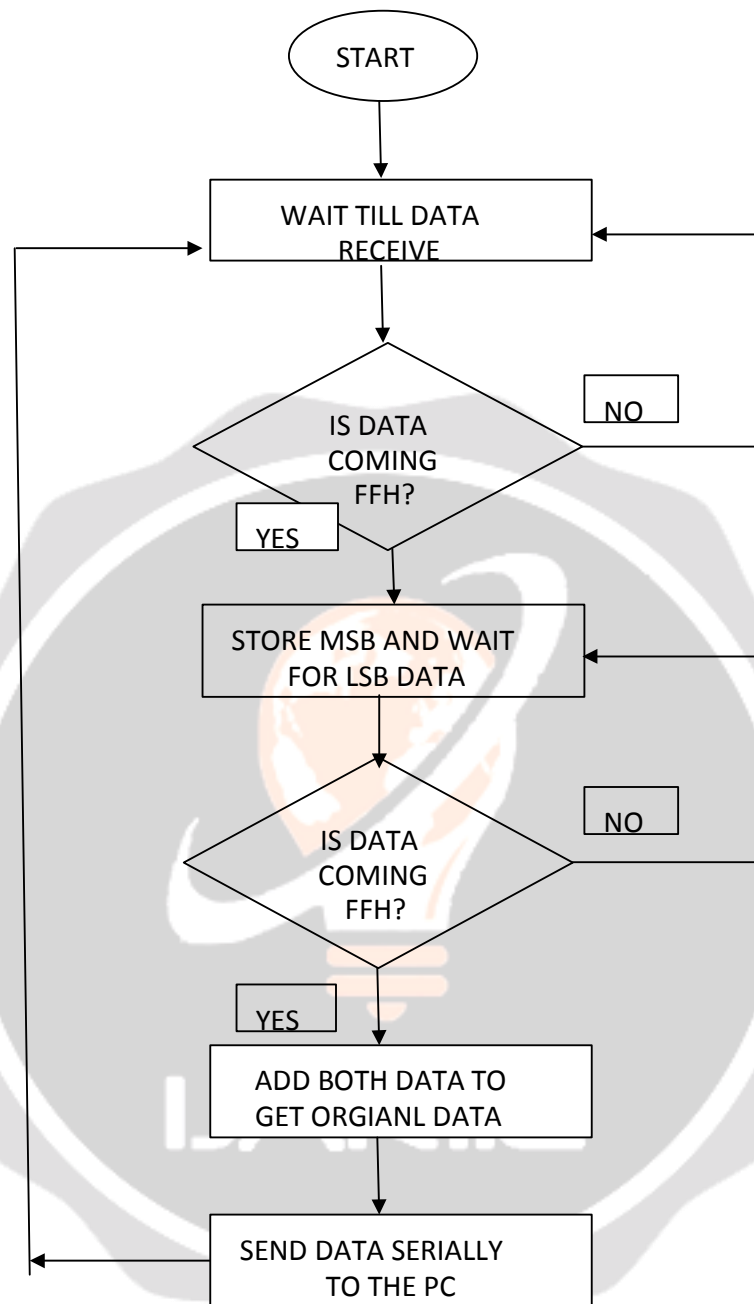 START
WAIT TILL DATA
RECEIVE
IS DATA
COMING
FFH?
NO
YES
STORE MSB AND WAIT
FOR LSB DATA
IS DATA
COMING
FFH?
NO
YES
ADD BOTH DATA TO
GET ORGIANL DATA
SEND DATA SERIALLY
TO THE PC